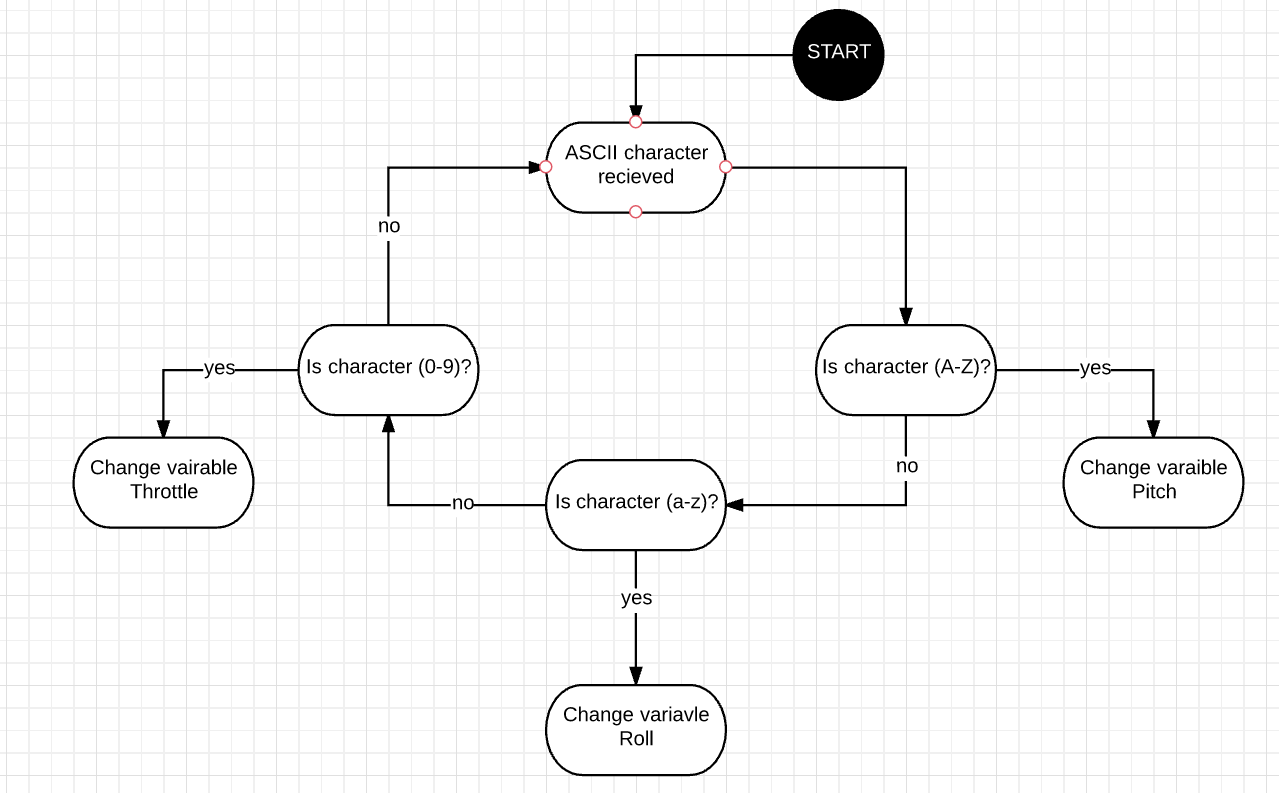 START
ASCII character
recieved
no
Is character (0-9)?
Is character (A-Z)?
yes
yes
Change vairable
Throttle
no
Change varaible
Pitch
no
Is character (a-z)?
yes
Change variavle
Roll